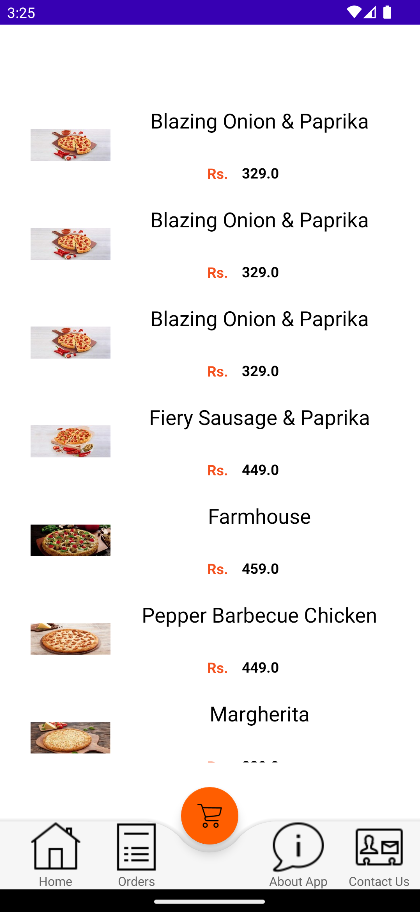 3:25
Blazing Onion & Paprika
Rs. 329.0
Blazing Onion & Paprika
Rs. 329.0
Blazing Onion & Paprika
Rs. 329.0
Fiery Sausage & Paprika
Rs. 449.0
Farmhouse
Rs. 459.0
Pepper Barbecue Chicken
Rs. 449.0
Margherita
Home Orders About App Contact Us